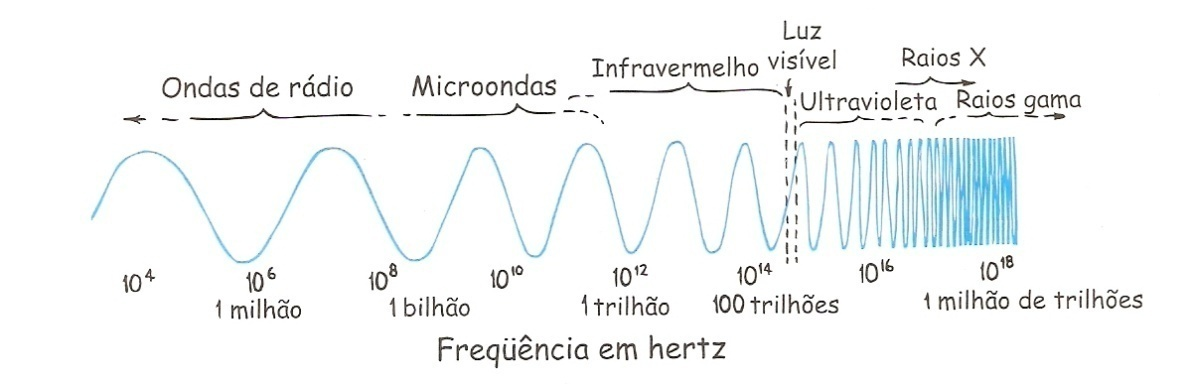 Luz
visível
Raios X
Infravermelho
Ondas de rádio
Microondas
Ultravioleta
Raios gama
10⁴
10⁶
10⁸
10¹⁰
10¹²
10¹⁴
10¹⁶
10¹⁸
1 milhão
1 bilhão
1 trilhão
100 trilhões
1 milhão de trilhões
Freqüência em hertz